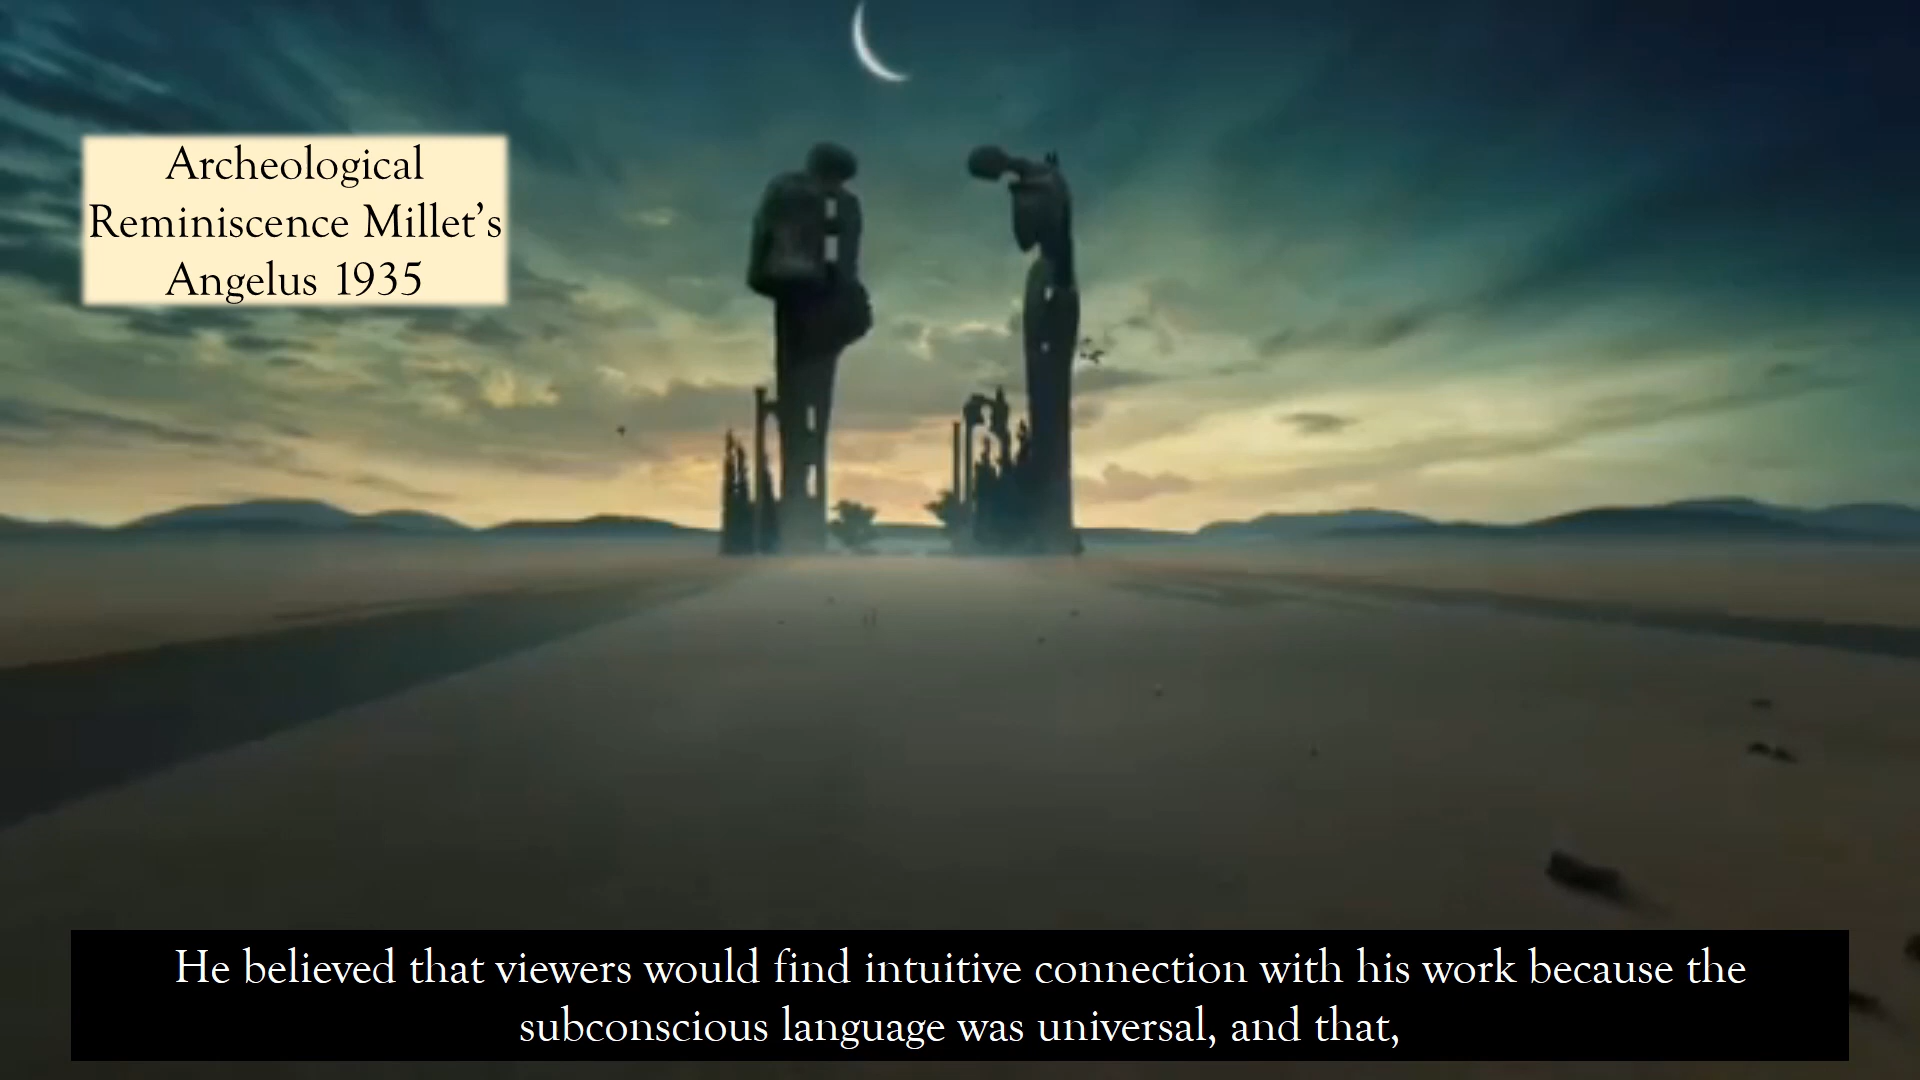 Archeological
Reminiscence Millet’s
Angelus 1935
He believed that viewers would find intuitive connection with his work because the
subconscious language was universal, and that,